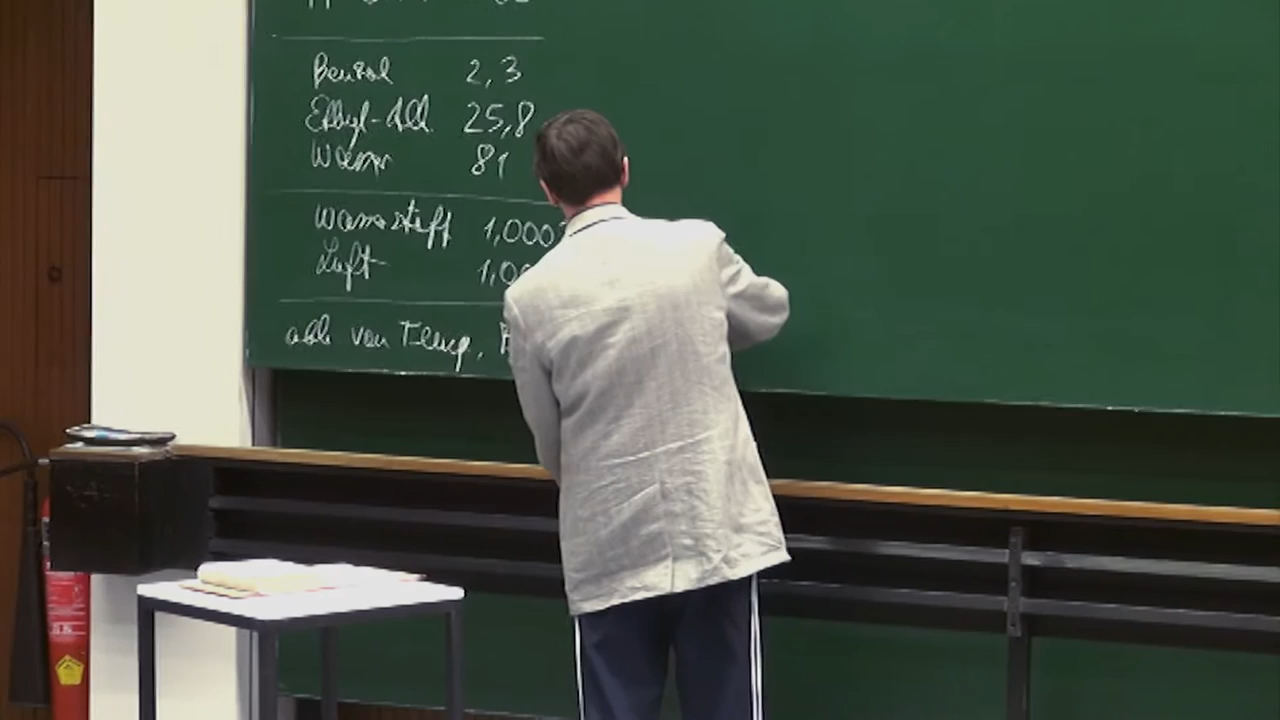 Benzol 2,3
Ethyl-Alk. 25,8
Wasser 81
Wasserstoff 1,000
Luft 1,00
abh. von Temp.,